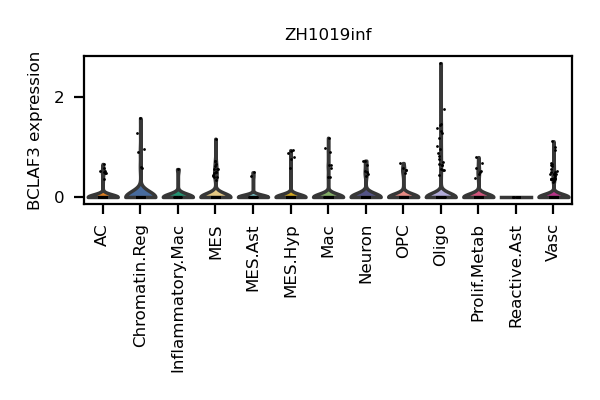 ZH1019inf
BCLAF3 expression
2
0
AC
Chromatin.Reg
Inflammatory.Mac
MES
MES.Ast
MES.Hyp
Mac
Neuron
OPC
Oligo
Prolif.Metab
Reactive.Ast
Vasc